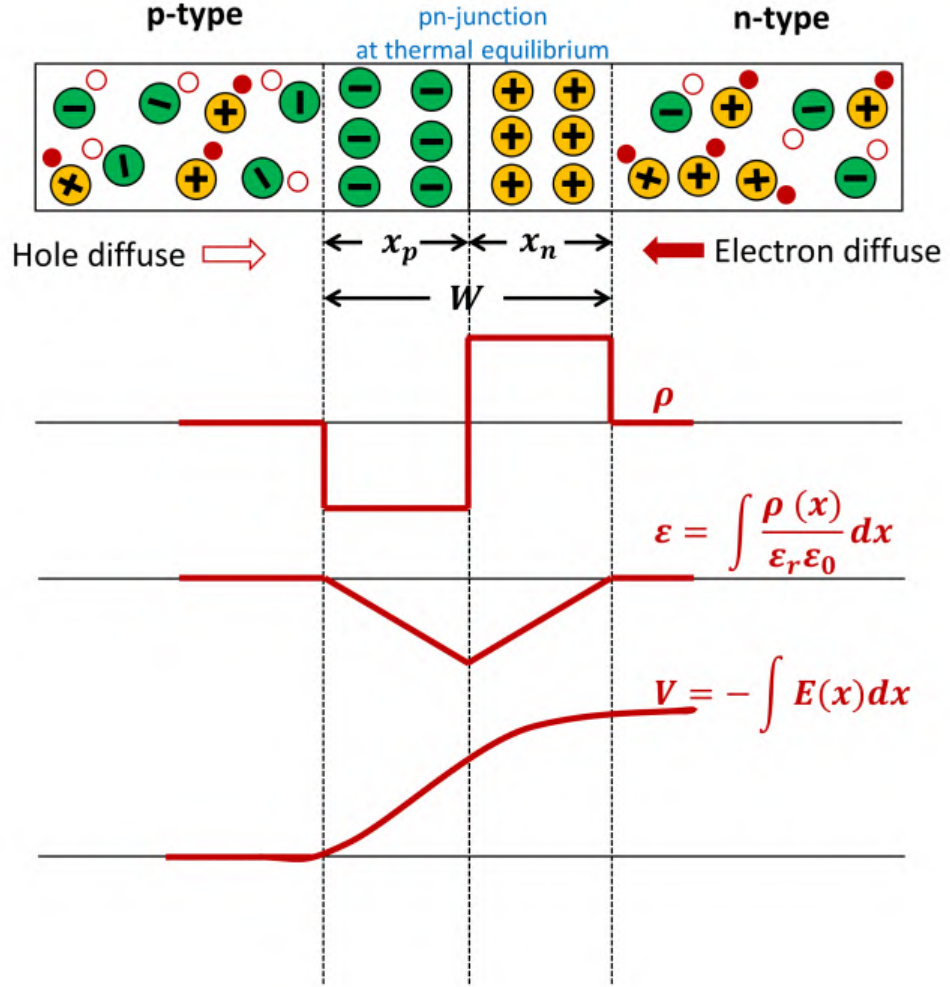 p-type
pn-junction
at thermal equilibrium
n-type
Hole diffuse
x_p
x_n
Electron diffuse
W
ρ
ε = ∫ ρ (x) / ε_r ε_0 dx
V = − ∫ E(x)dx